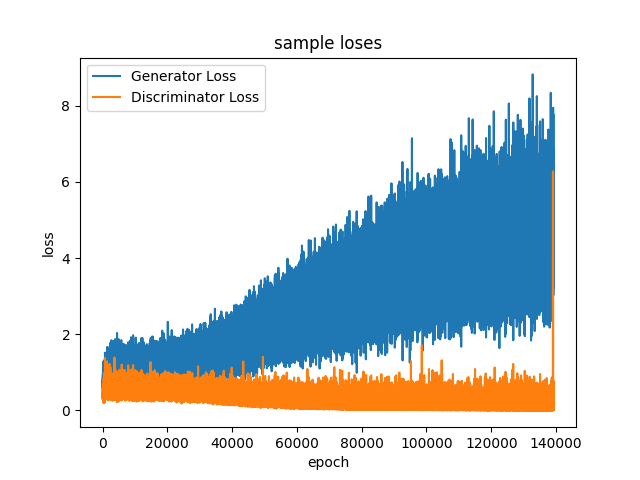 sample loses
Generator Loss
Discriminator Loss
8
6
4
2
0
loss
0 20000 40000 60000 80000 100000 120000 140000
epoch